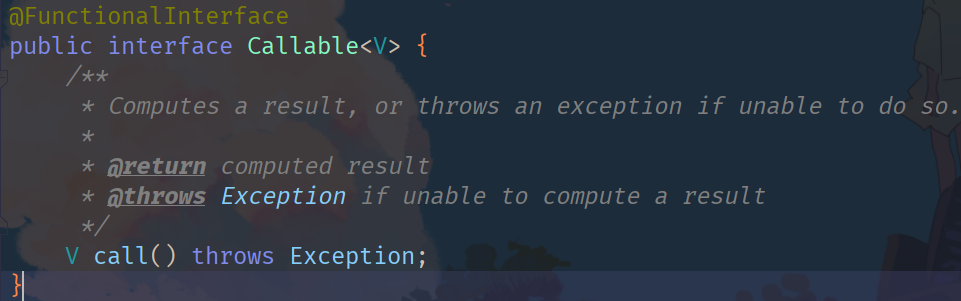 @FunctionalInterface
public interface Callable<V> {
    /**
     * Computes a result, or throws an exception if unable to do so.
     *
     * @return computed result
     * @throws Exception if unable to compute a result
     */
    V call() throws Exception;
}